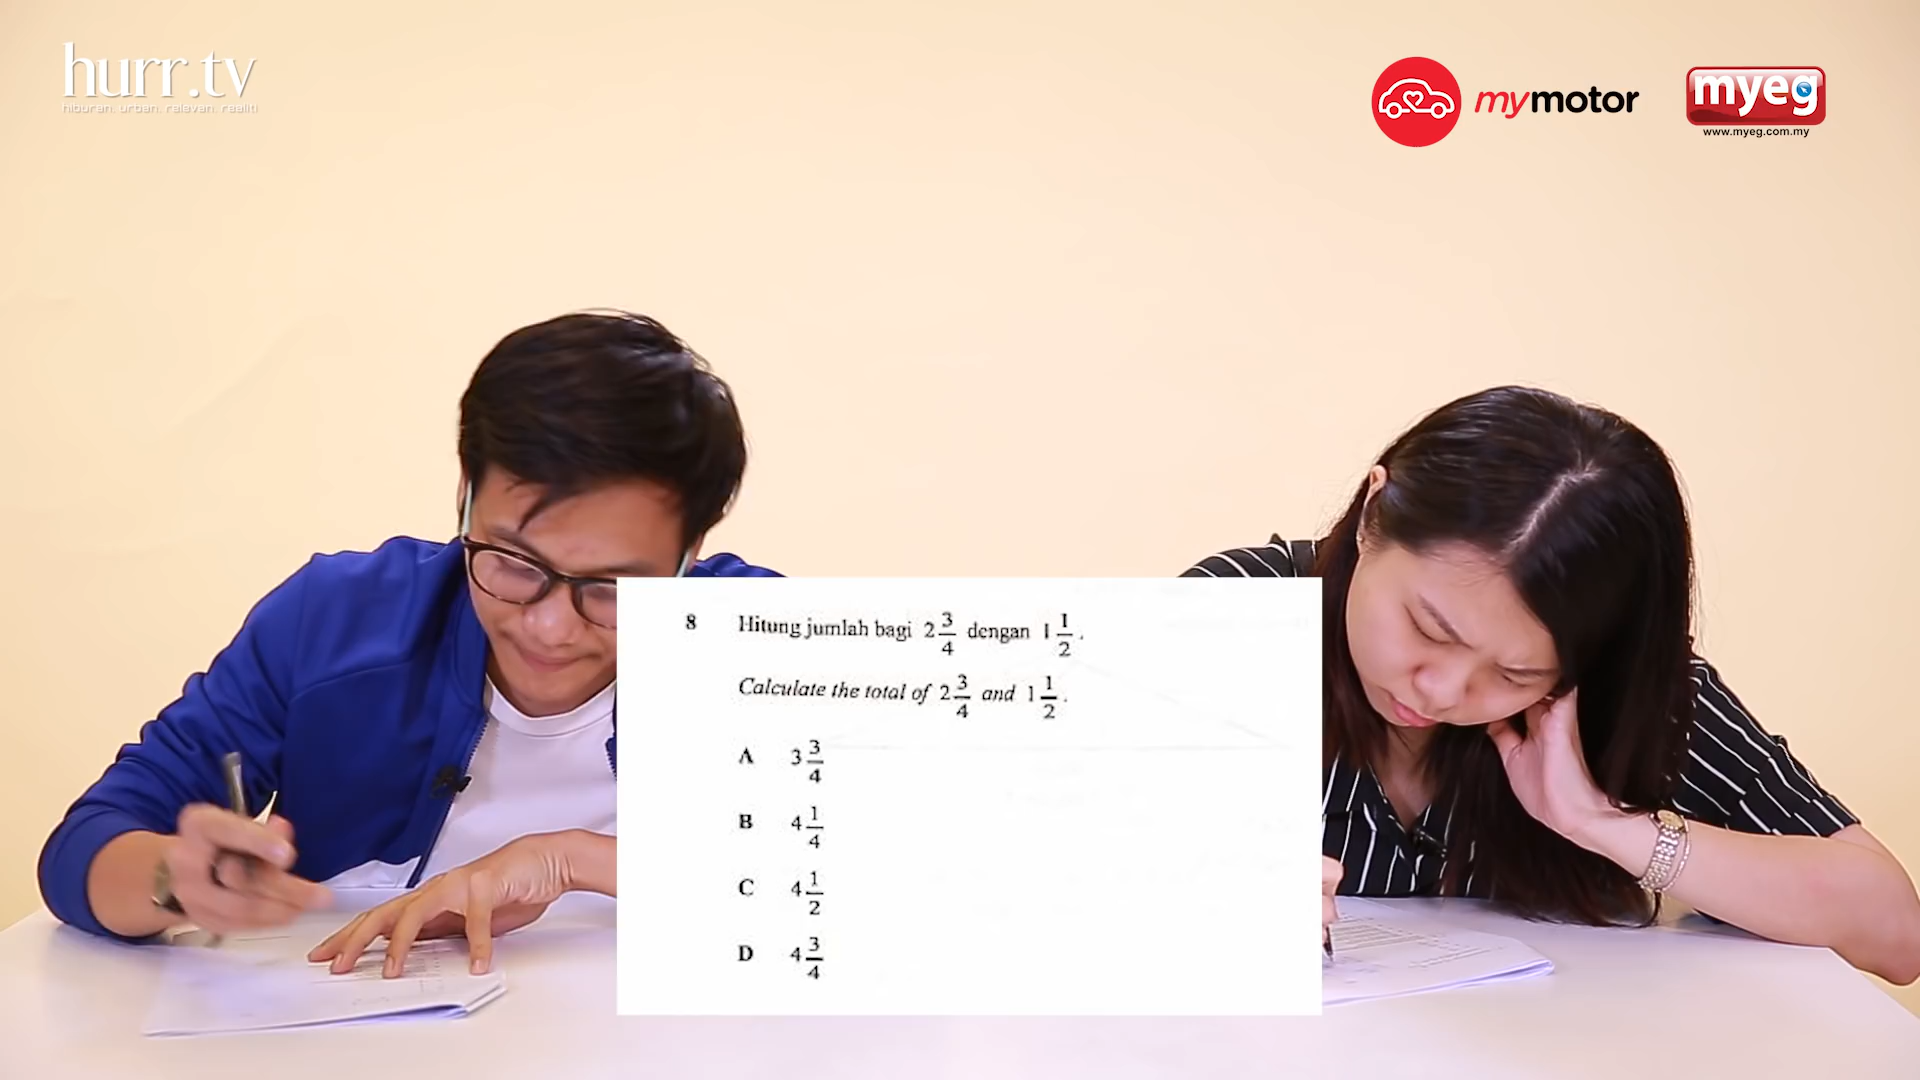 hurr.tv
hiburan. urban. relevan. realiti
mymotor
myeg
www.myeg.com.my
8 Hitung jumlah bagi 2 3/4 dengan 1 1/2.
Calculate the total of 2 3/4 and 1 1/2.
A 3 3/4
B 4 1/4
C 4 1/2
D 4 3/4